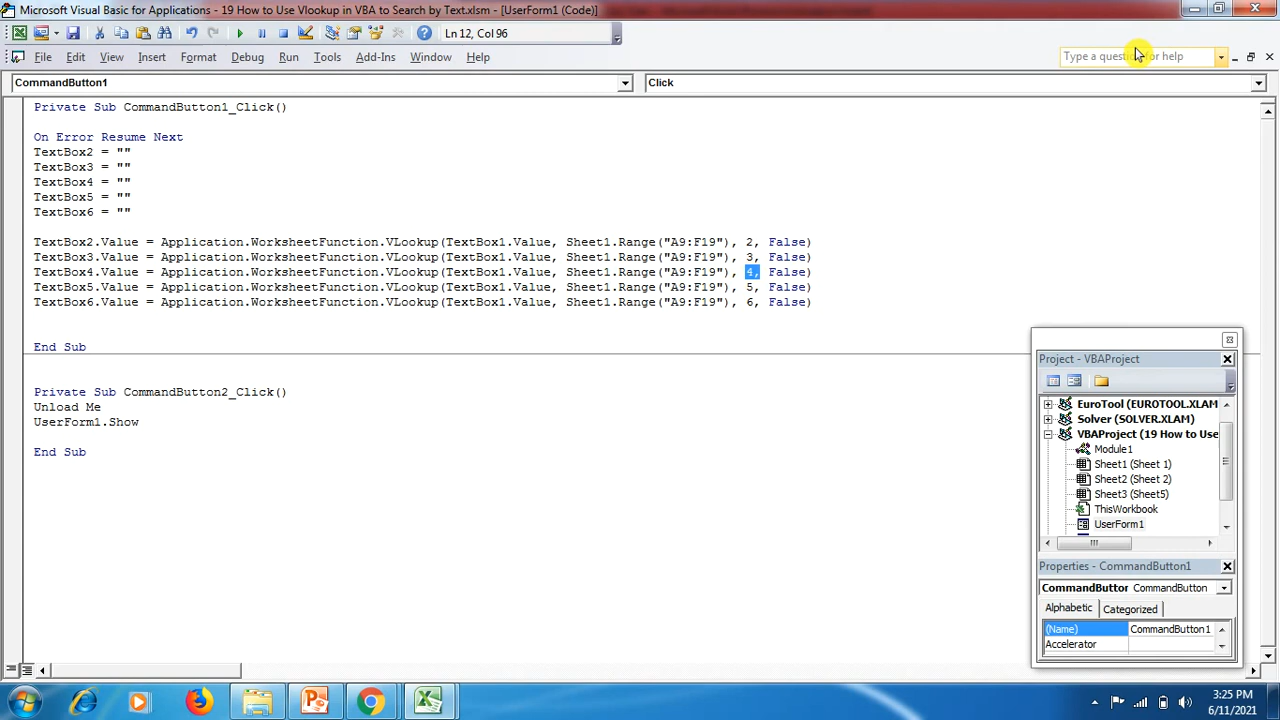 Microsoft Visual Basic for Applications - 19 How to Use Vlookup in VBA to Search by Text.xlsm - [UserForm1 (Code)]
Ln 12, Col 96
File Edit View Insert Format Debug Run Tools Add-Ins Window Help
Type a question for help
CommandButton1
Click
Private Sub CommandButton1_Click()
On Error Resume Next
TextBox2 = ""
TextBox3 = ""
TextBox4 = ""
TextBox5 = ""
TextBox6 = ""
TextBox2.Value = Application.WorksheetFunction.VLookup(TextBox1.Value, Sheet1.Range("A9:F19"), 2, False)
TextBox3.Value = Application.WorksheetFunction.VLookup(TextBox1.Value, Sheet1.Range("A9:F19"), 3, False)
TextBox4.Value = Application.WorksheetFunction.VLookup(TextBox1.Value, Sheet1.Range("A9:F19"), 4, False)
TextBox5.Value = Application.WorksheetFunction.VLookup(TextBox1.Value, Sheet1.Range("A9:F19"), 5, False)
TextBox6.Value = Application.WorksheetFunction.VLookup(TextBox1.Value, Sheet1.Range("A9:F19"), 6, False)
End Sub
Private Sub CommandButton2_Click()
Unload Me
UserForm1.Show
End Sub
Project - VBAProject
EuroTool (EUROTOOL.XLAM
Solver (SOLVER.XLAM)
VBAProject (19 How to Use
Module1
Sheet1 (Sheet 1)
Sheet2 (Sheet 2)
Sheet3 (Sheet5)
ThisWorkbook
UserForm1
Properties - CommandButton1
CommandButtor CommandButton
Alphabetic Categorized
(Name) CommandButton1
Accelerator
3:25 PM
6/11/2021